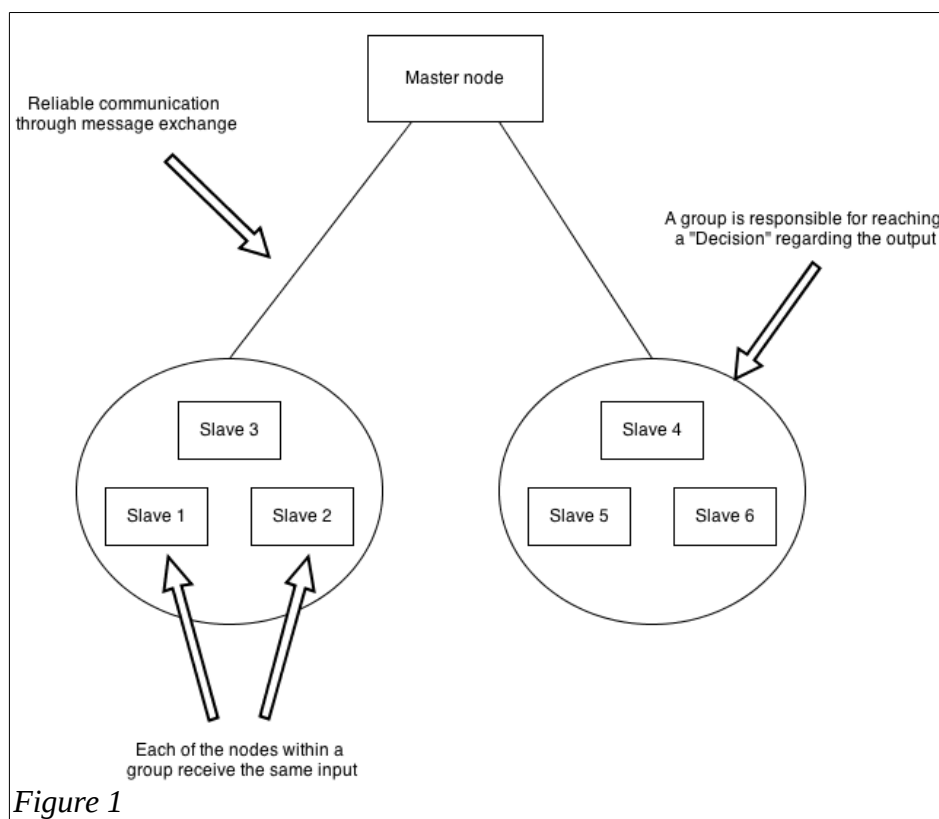 Master node
Reliable communication
through message exchange
A group is responsible for reaching
a "Decision" regarding the output
Slave 3
Slave 4
Slave 1
Slave 2
Slave 5
Slave 6
Each of the nodes within a
group receive the same input
Figure 1